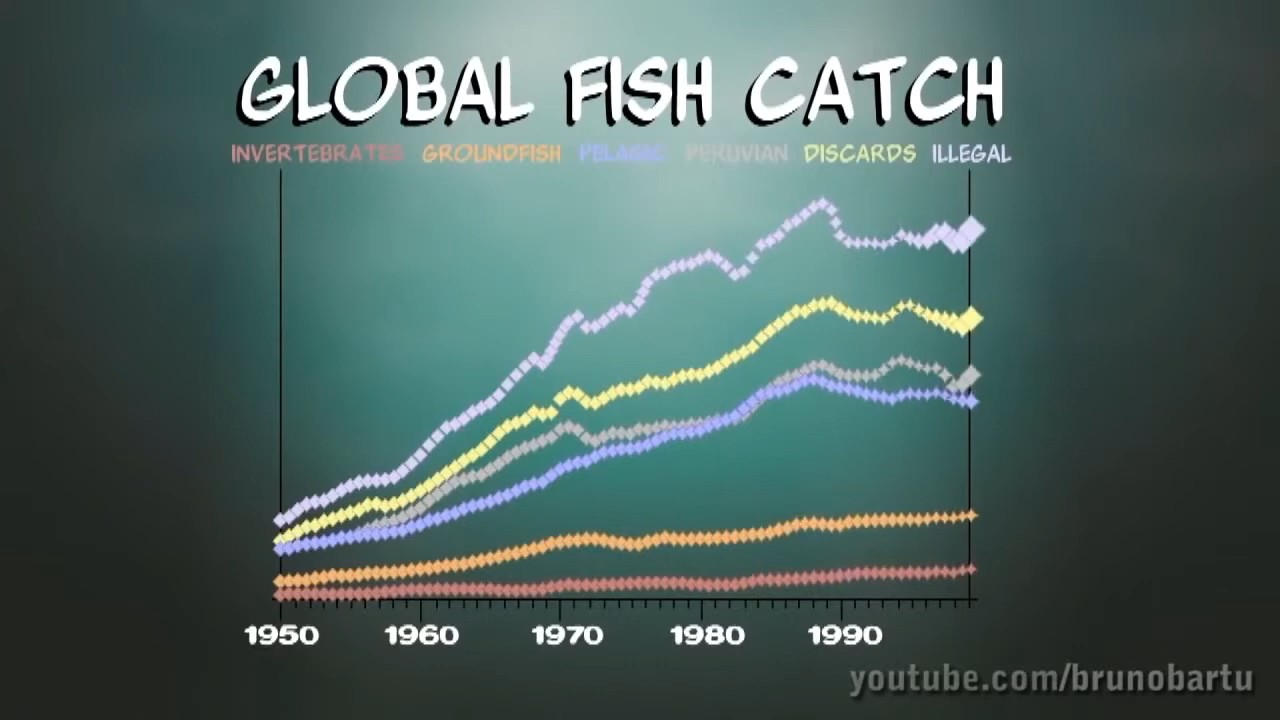 GLOBAL FISH CATCH
INVERTEBRATES GROUNDFISH PELAGIC PERUVIAN DISCARDS ILLEGAL
1950 1960 1970 1980 1990
youtube.com/brunobartu